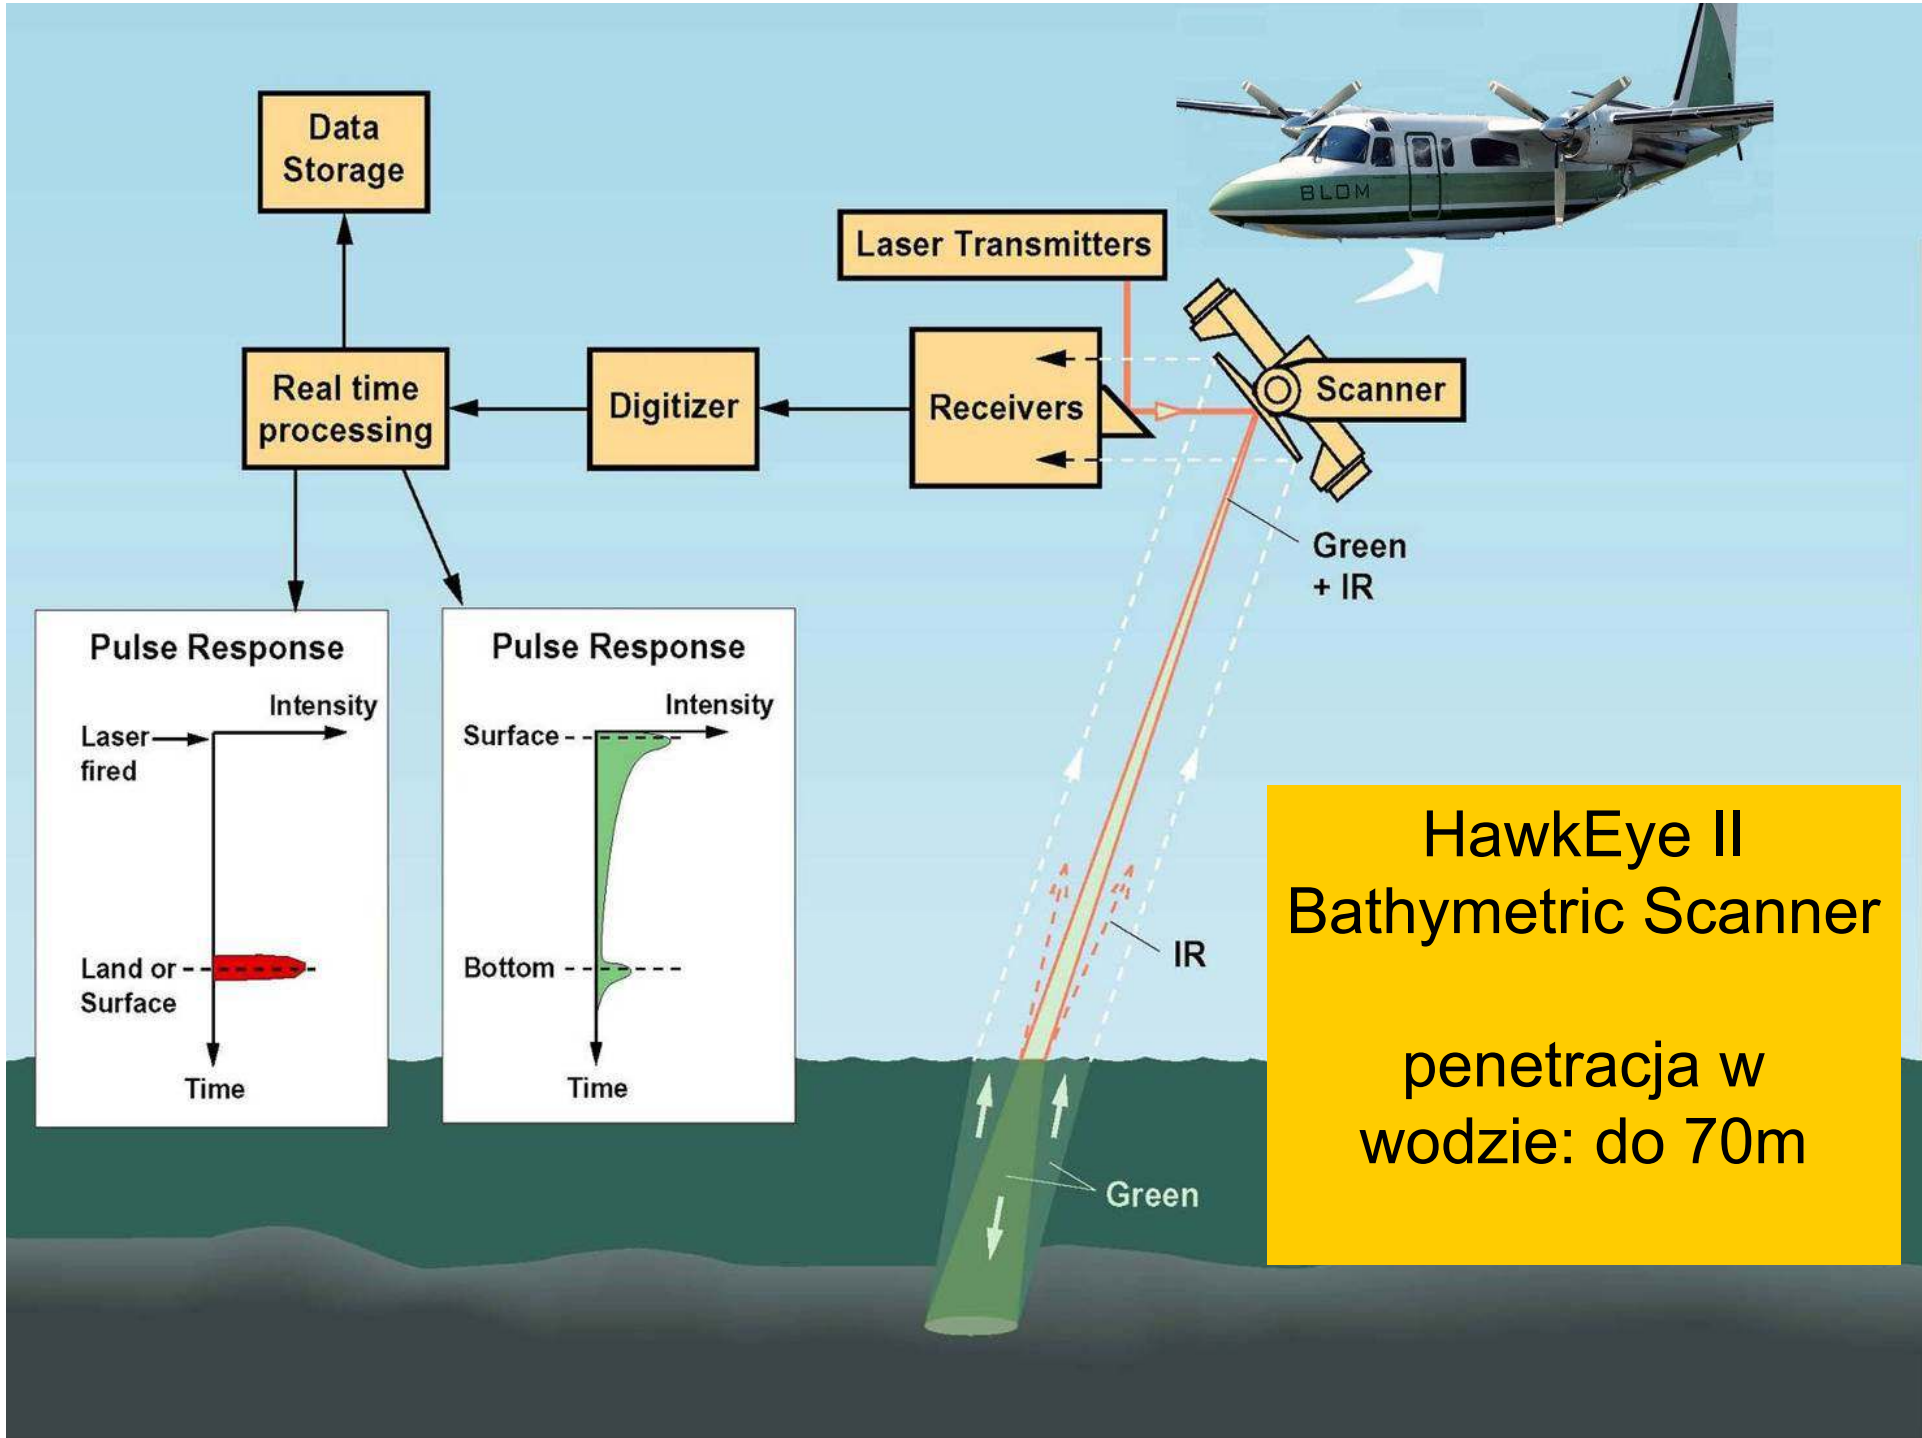 Data
Storage
BLOM
Laser Transmitters
Real time
processing
Digitizer
Receivers
Scanner
Green
+ IR
Pulse Response
Intensity
Laser
fired
Land or
Surface
Time
Pulse Response
Intensity
Surface
Bottom
Time
IR
Green
HawkEye II
Bathymetric Scanner
penetracja w
wodzie: do 70m